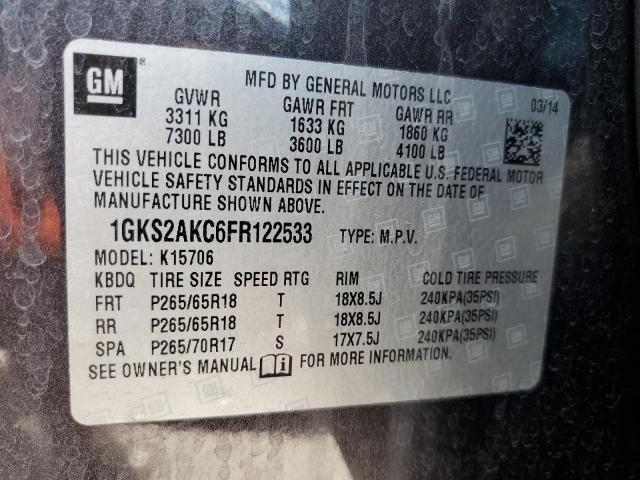 GM
MFD BY GENERAL MOTORS LLC
03/14
GVWR GAWR FRT GAWR RR
3311 KG 1633 KG 1860 KG
7300 LB 3600 LB 4100 LB
THIS VEHICLE CONFORMS TO ALL APPLICABLE U.S. FEDERAL MOTOR
VEHICLE SAFETY STANDARDS IN EFFECT ON THE DATE OF
MANUFACTURE SHOWN ABOVE.
1GKS2AKC6FR122533 TYPE: M.P.V.
MODEL: K15706
KBDQ TIRE SIZE SPEED RTG RIM COLD TIRE PRESSURE
FRT P265/65R18 T 18X8.5J 240KPA(35PSI)
RR P265/65R18 T 18X8.5J 240KPA(35PSI)
SPA P265/70R17 S 17X7.5J 240KPA(35PSI)
SEE OWNER'S MANUAL FOR MORE INFORMATION.